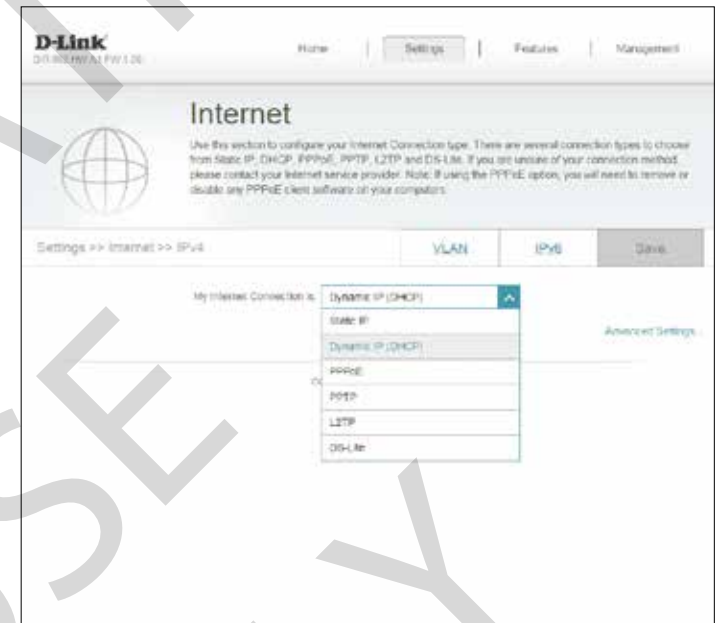 D-Link
Home | Settings | Features | Management
Internet
Use this section to configure your Internet Connection type. There are several connection types to choose
from Static IP, DHCP, PPPoE, PPTP, L2TP and DS-Lite. If you are unsure of your connection method,
please contact your Internet service provider. Note: If using the PPPoE option, you will need to remove or
disable any PPPoE client software on your computers.
Settings >> Internet >> IPv4
VLAN
IPv6
Save
My Internet Connection is:
Dynamic IP (DHCP)
Static IP
Advanced Settings
Dynamic IP (DHCP)
PPPoE
PPTP
L2TP
DS-Lite